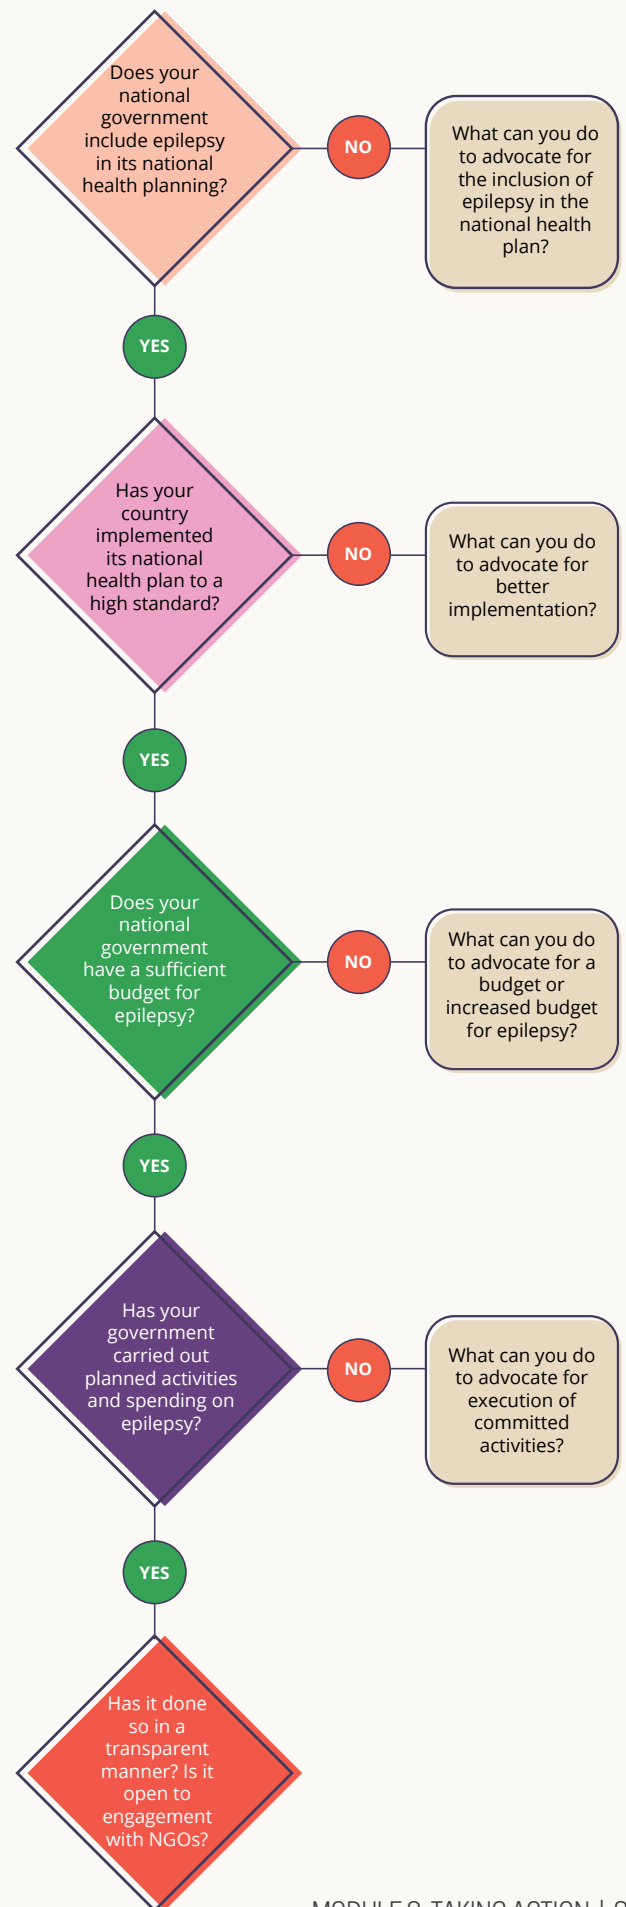 Does your
national
government
include epilepsy
in its national
health planning?
NO
What can you do
to advocate for
the inclusion of
epilepsy in the
national health
plan?
YES
Has your
country
implemented
its national
health plan to a
high standard?
NO
What can you do
to advocate for
better
implementation?
YES
Does your
national
government
have a sufficient
budget for
epilepsy?
NO
What can you do
to advocate for a
budget or
increased budget
for epilepsy?
YES
Has your
government
carried out
planned activities
and spending on
epilepsy?
NO
What can you do
to advocate for
execution of
committed
activities?
YES
Has it done
so in a
transparent
manner? Is it
open to
engagement
with NGOs?
MODULE
TAKING ACTION |